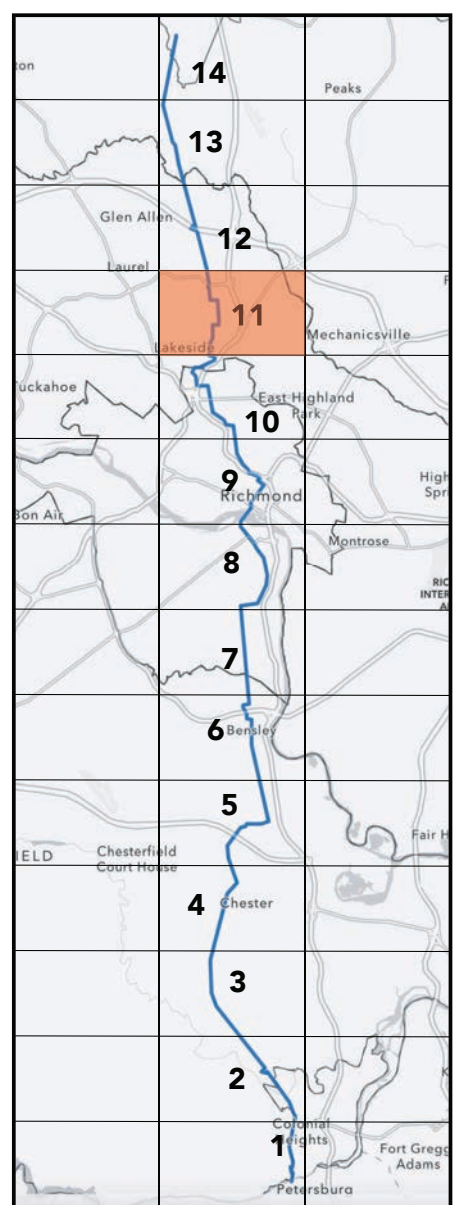 ton
14
Peaks
13
Glen Allen
12
Laurel
11
Mechanicsville
Lakeside
Tuckahoe
East Highland
Park
10
9
High
Spri
Richmond
Bon Air
Montrose
8
RIC
INTER
A
7
6
Bensley
5
Fair H
IELD
Chesterfield
Court House
4
Chester
3
2
K
Colonial
Heights
1
Fort Gregg
Adams
Petersburg